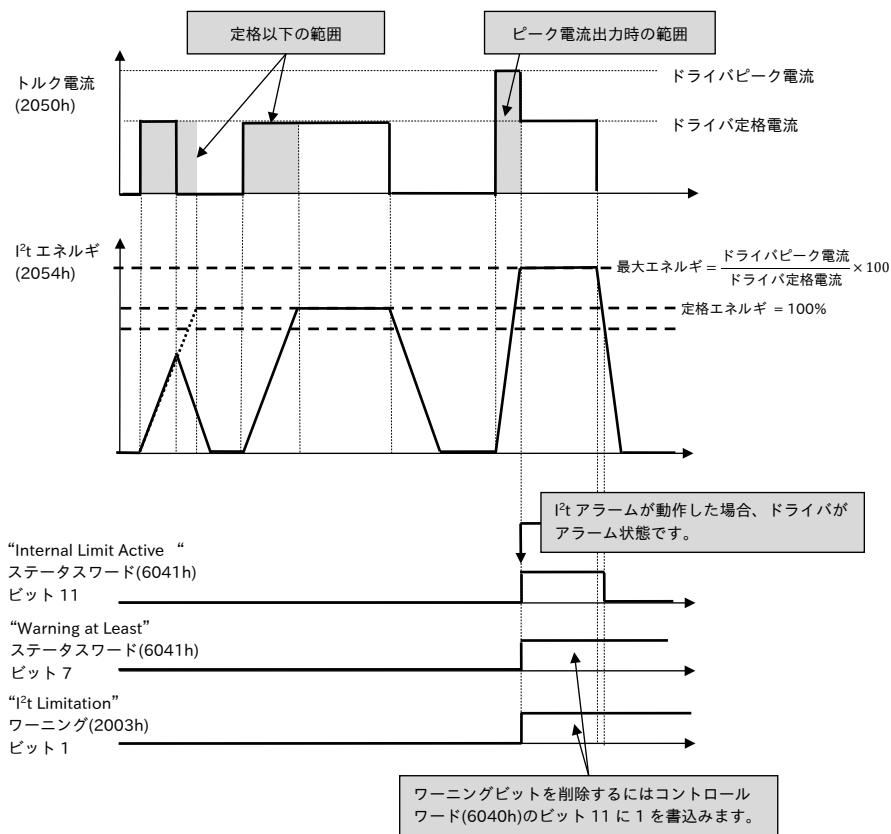 定格以下の範囲
ピーク電流出力時の範囲
トルク電流
(2050h)
ドライバピーク電流
ドライバ定格電流
I²t エネルギ
(2054h)
最大エネルギ = ドライバピーク電流 / ドライバ定格電流 × 100
定格エネルギ = 100%
I²t アラームが動作した場合、ドライバが
アラーム状態です。
“Internal Limit Active “
ステータスワード(6041h)
ビット 11
“Warning at Least”
ステータスワード(6041h)
ビット 7
“I²t Limitation”
ワーニング(2003h)
ビット 1
ワーニングビットを削除するにはコントロール
ワード(6040h)のビット 11 に 1 を書込みます。